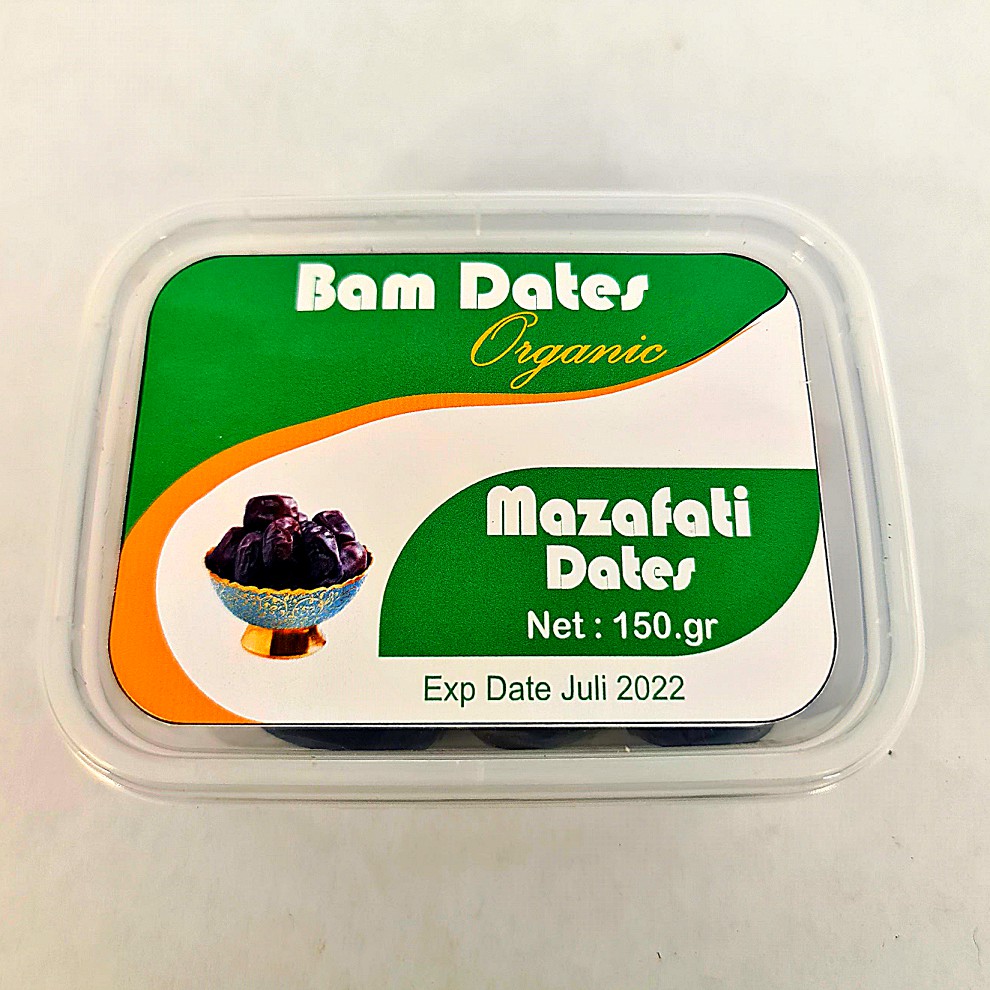 Bam Dates
Organic
Mazafati
Dates
Net : 150.gr
Exp Date Juli 2022